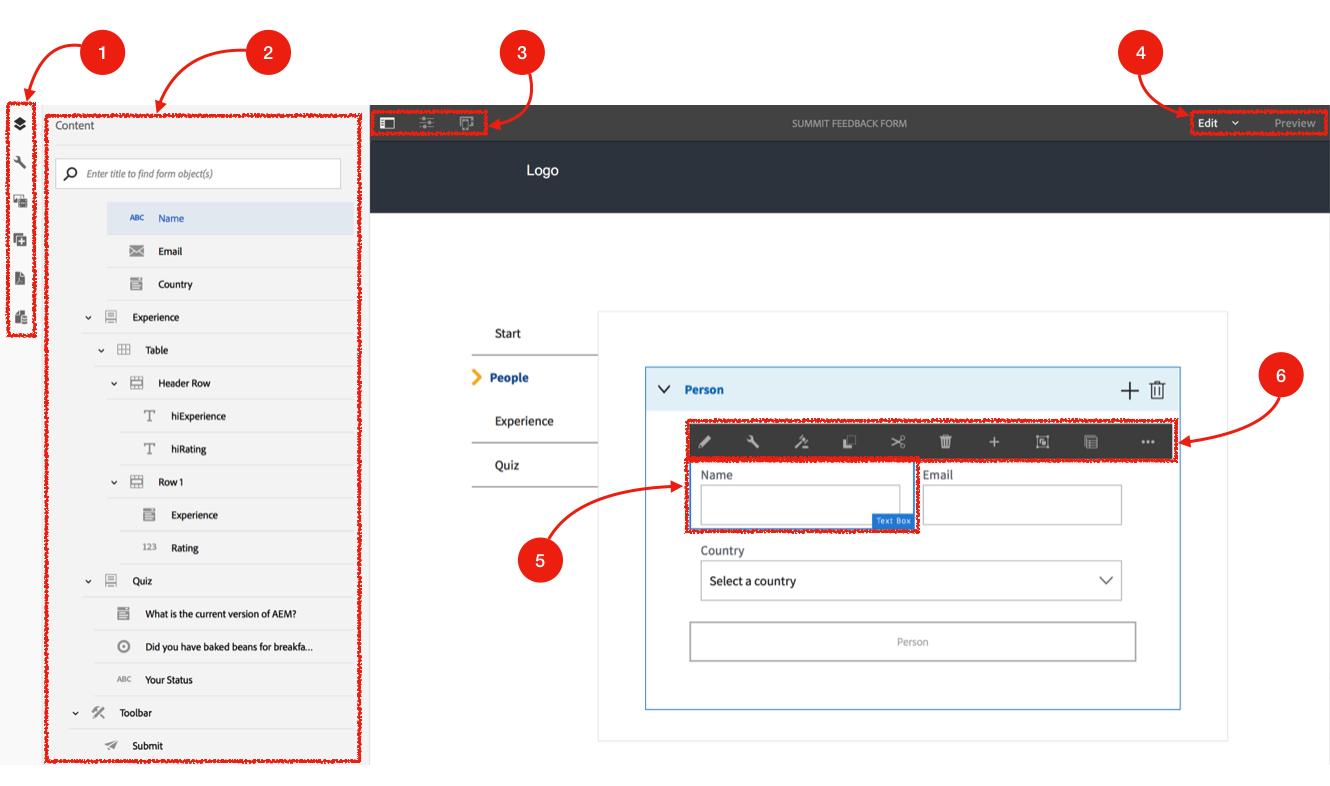 1
2
3
4
Content
SUMMIT FEEDBACK FORM
Edit
Preview
Enter title to find form object(s)
Logo
ABC Name
Email
Country
Experience
Table
Header Row
T hiExperience
T hiRating
Row 1
Experience
123 Rating
Quiz
What is the current version of AEM?
Did you have baked beans for breakfa...
ABC Your Status
Toolbar
Submit
Start
People
Experience
Quiz
Person
6
Name
Email
Text Box
5
Country
Select a country
Person